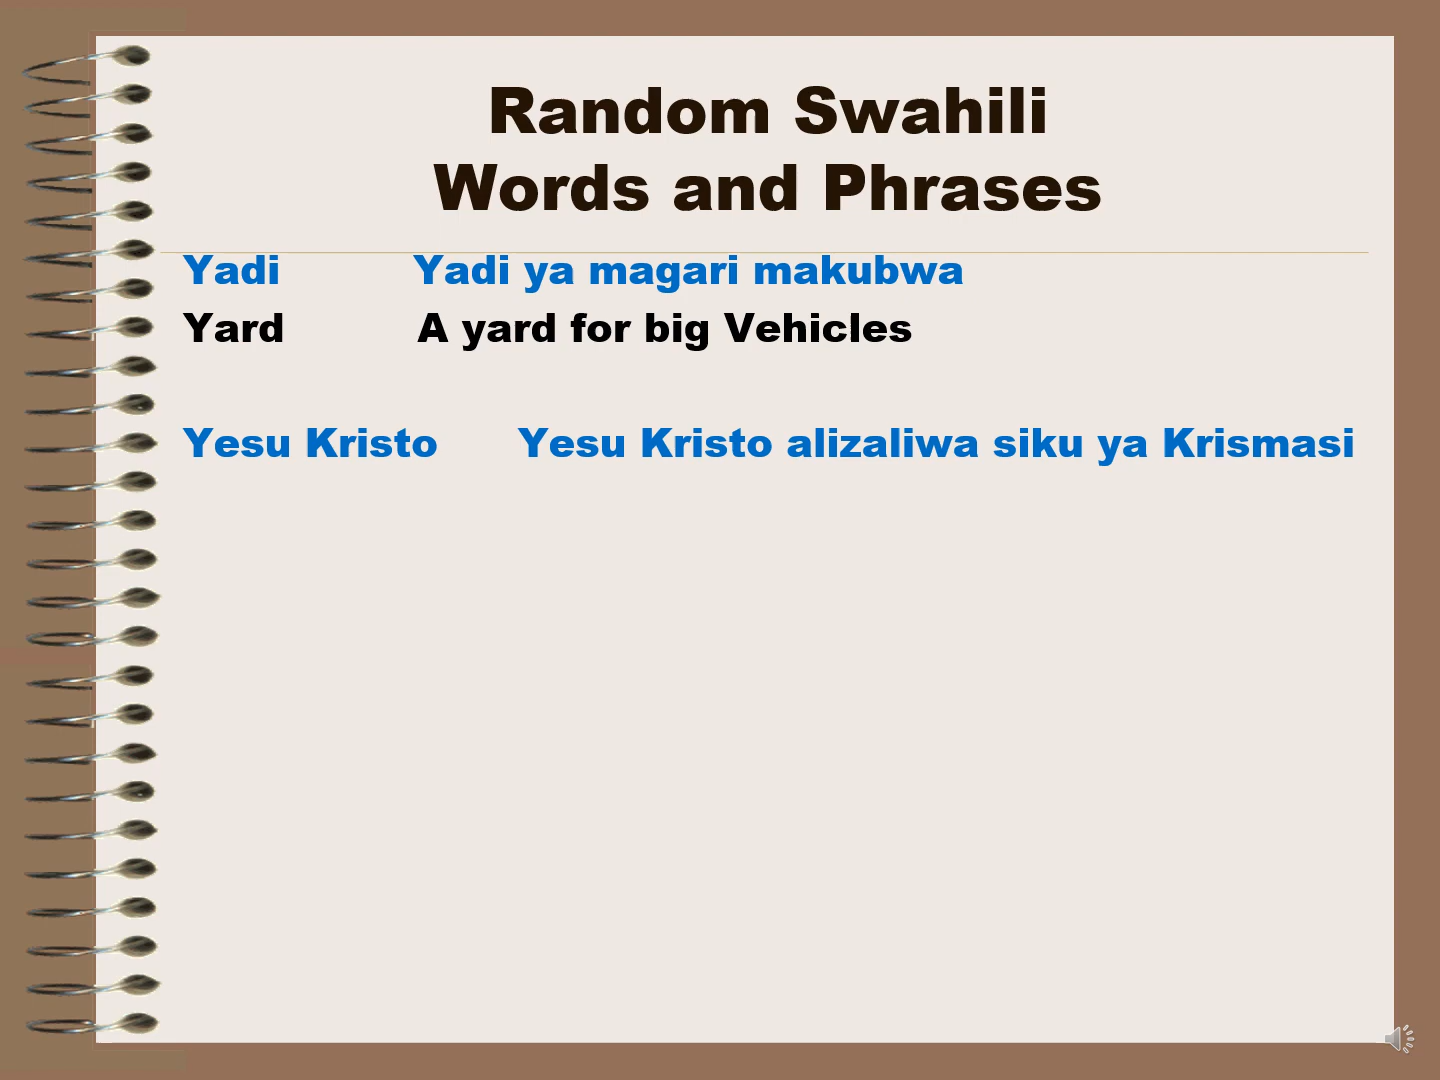 Random Swahili
Words and Phrases
Yadi Yadi ya magari makubwa
Yard A yard for big Vehicles
Yesu Kristo Yesu Kristo alizaliwa siku ya Krismasi